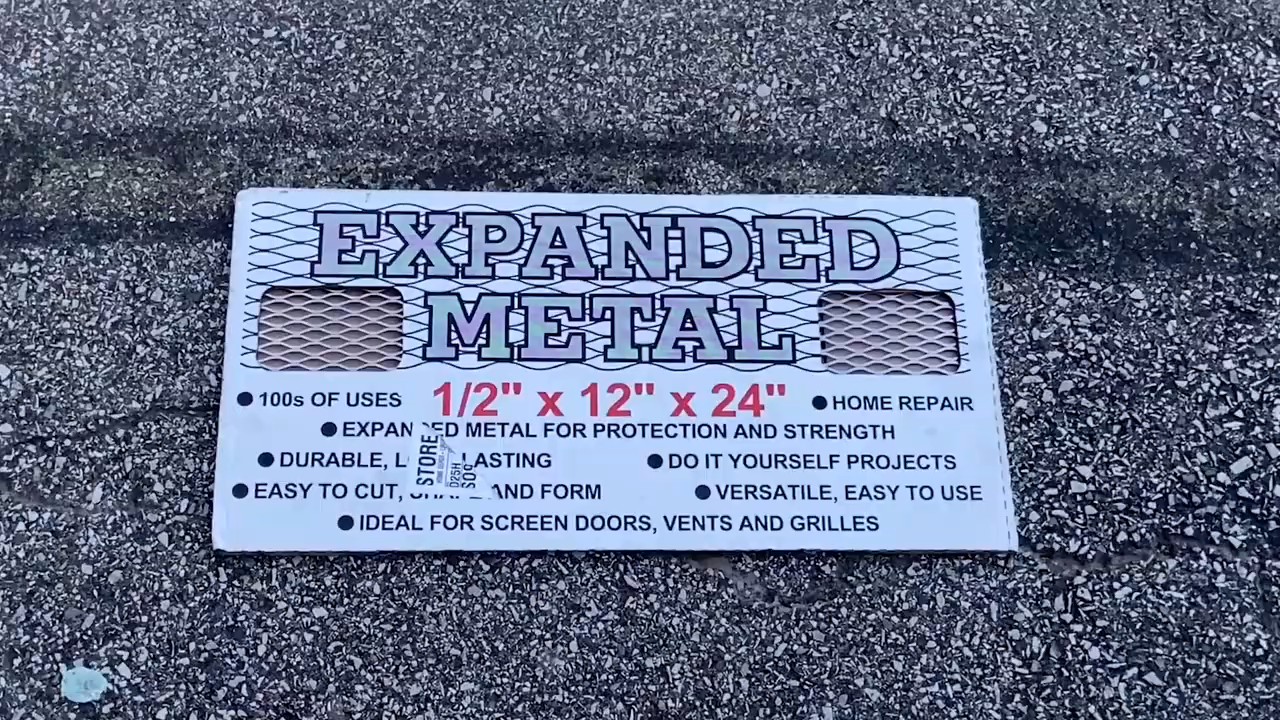 EXPANDED
METAL
● 100s OF USES
1/2" x 12" x 24"
● HOME REPAIR
● EXPANDED METAL FOR PROTECTION AND STRENGTH
● DURABLE, LASTING
● DO IT YOURSELF PROJECTS
● EASY TO CUT, AND FORM
● VERSATILE, EASY TO USE
● IDEAL FOR SCREEN DOORS, VENTS AND GRILLES
STORE